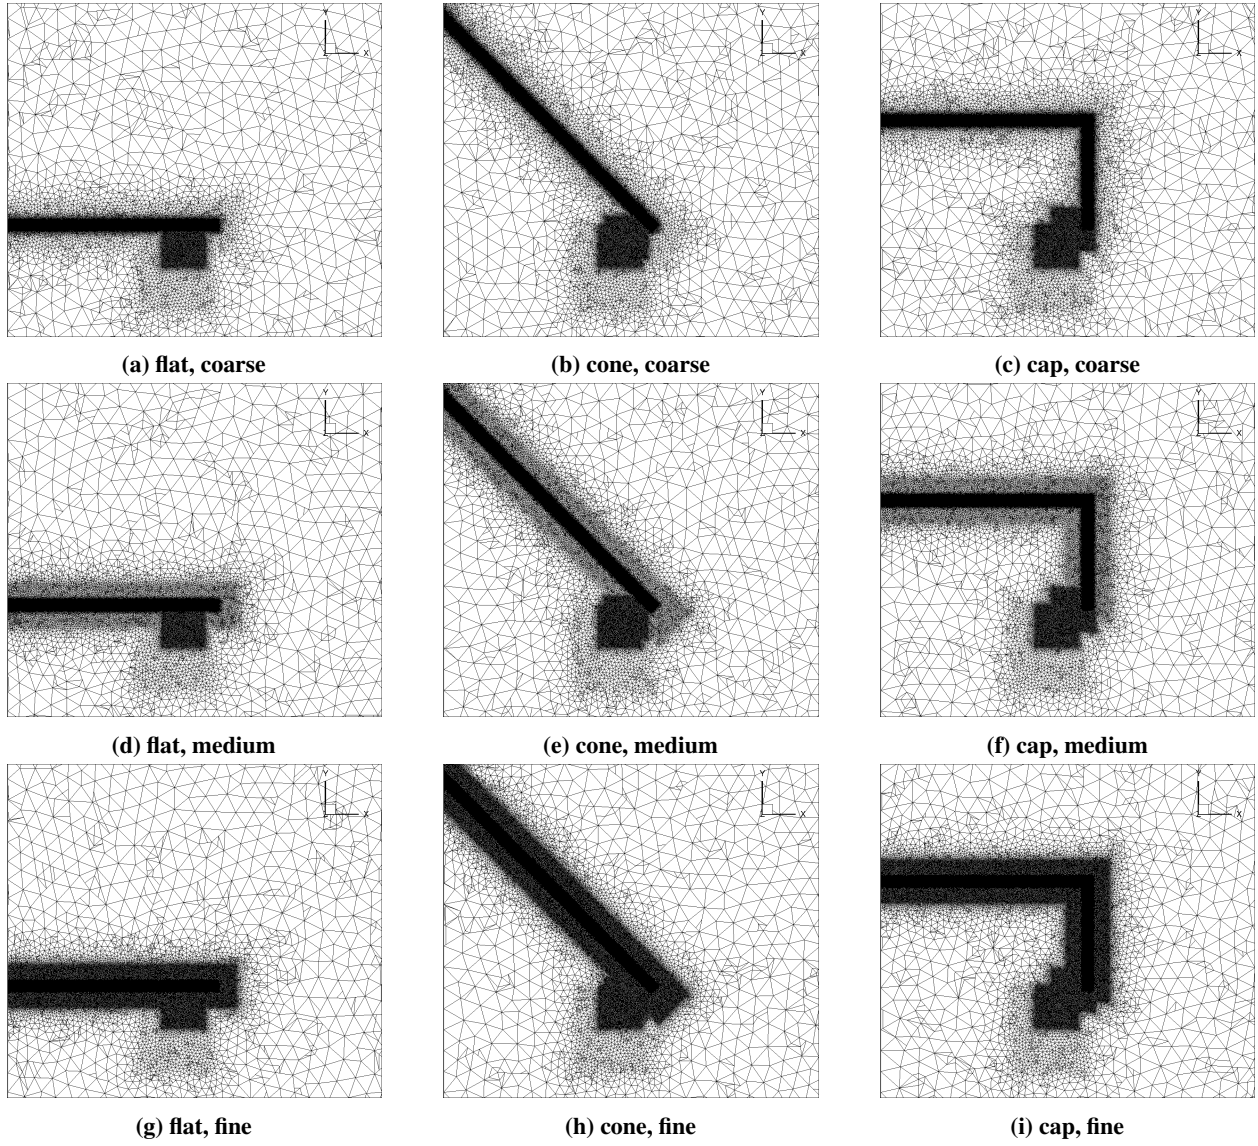 Y
Z X
Y
Z X
Y
Z X
(a) flat, coarse (b) cone, coarse (c) cap, coarse
Y
Z X
Y
Z X
Y
Z X
(d) flat, medium (e) cone, medium (f) cap, medium
Y
Z X
Y
Z X
Y
Z X
(g) flat, fine (h) cone, fine (i) cap, fine